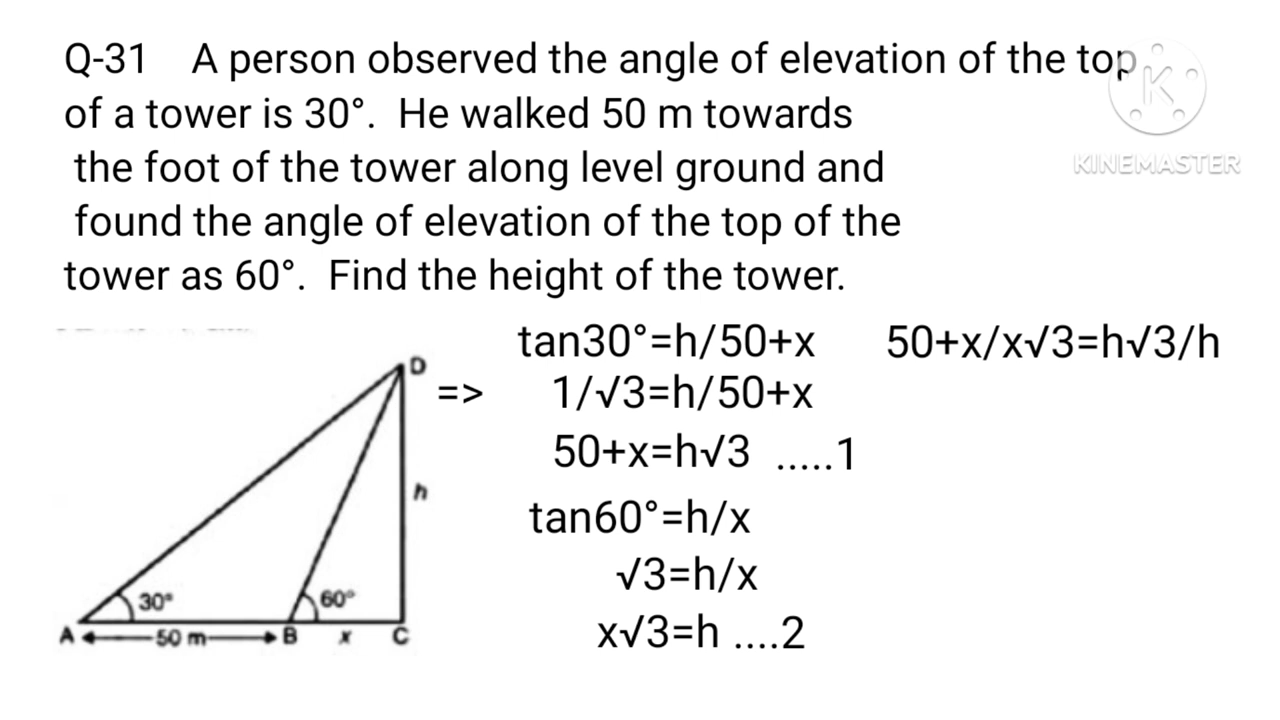 Q-31 A person observed the angle of elevation of the top
of a tower is 30°. He walked 50 m towards
the foot of the tower along level ground and
found the angle of elevation of the top of the
tower as 60°. Find the height of the tower.
K
KINEMASTER
tan30°=h/50+x 50+x/x√3=h√3/h
=> 1/√3=h/50+x
50+x=h√3 .....1
tan60°=h/x
√3=h/x
x√3=h ....2
D
h
30° 60°
A 50 m B x C